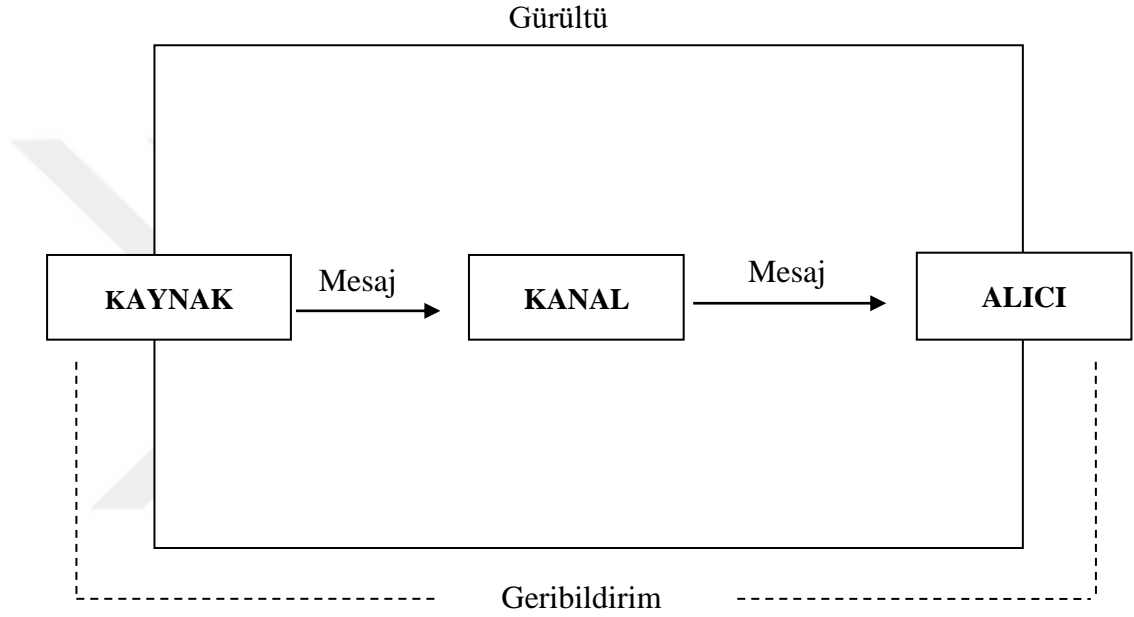 Gürültü
Mesaj
Mesaj
KAYNAK
KANAL
ALICI
Geribildirim